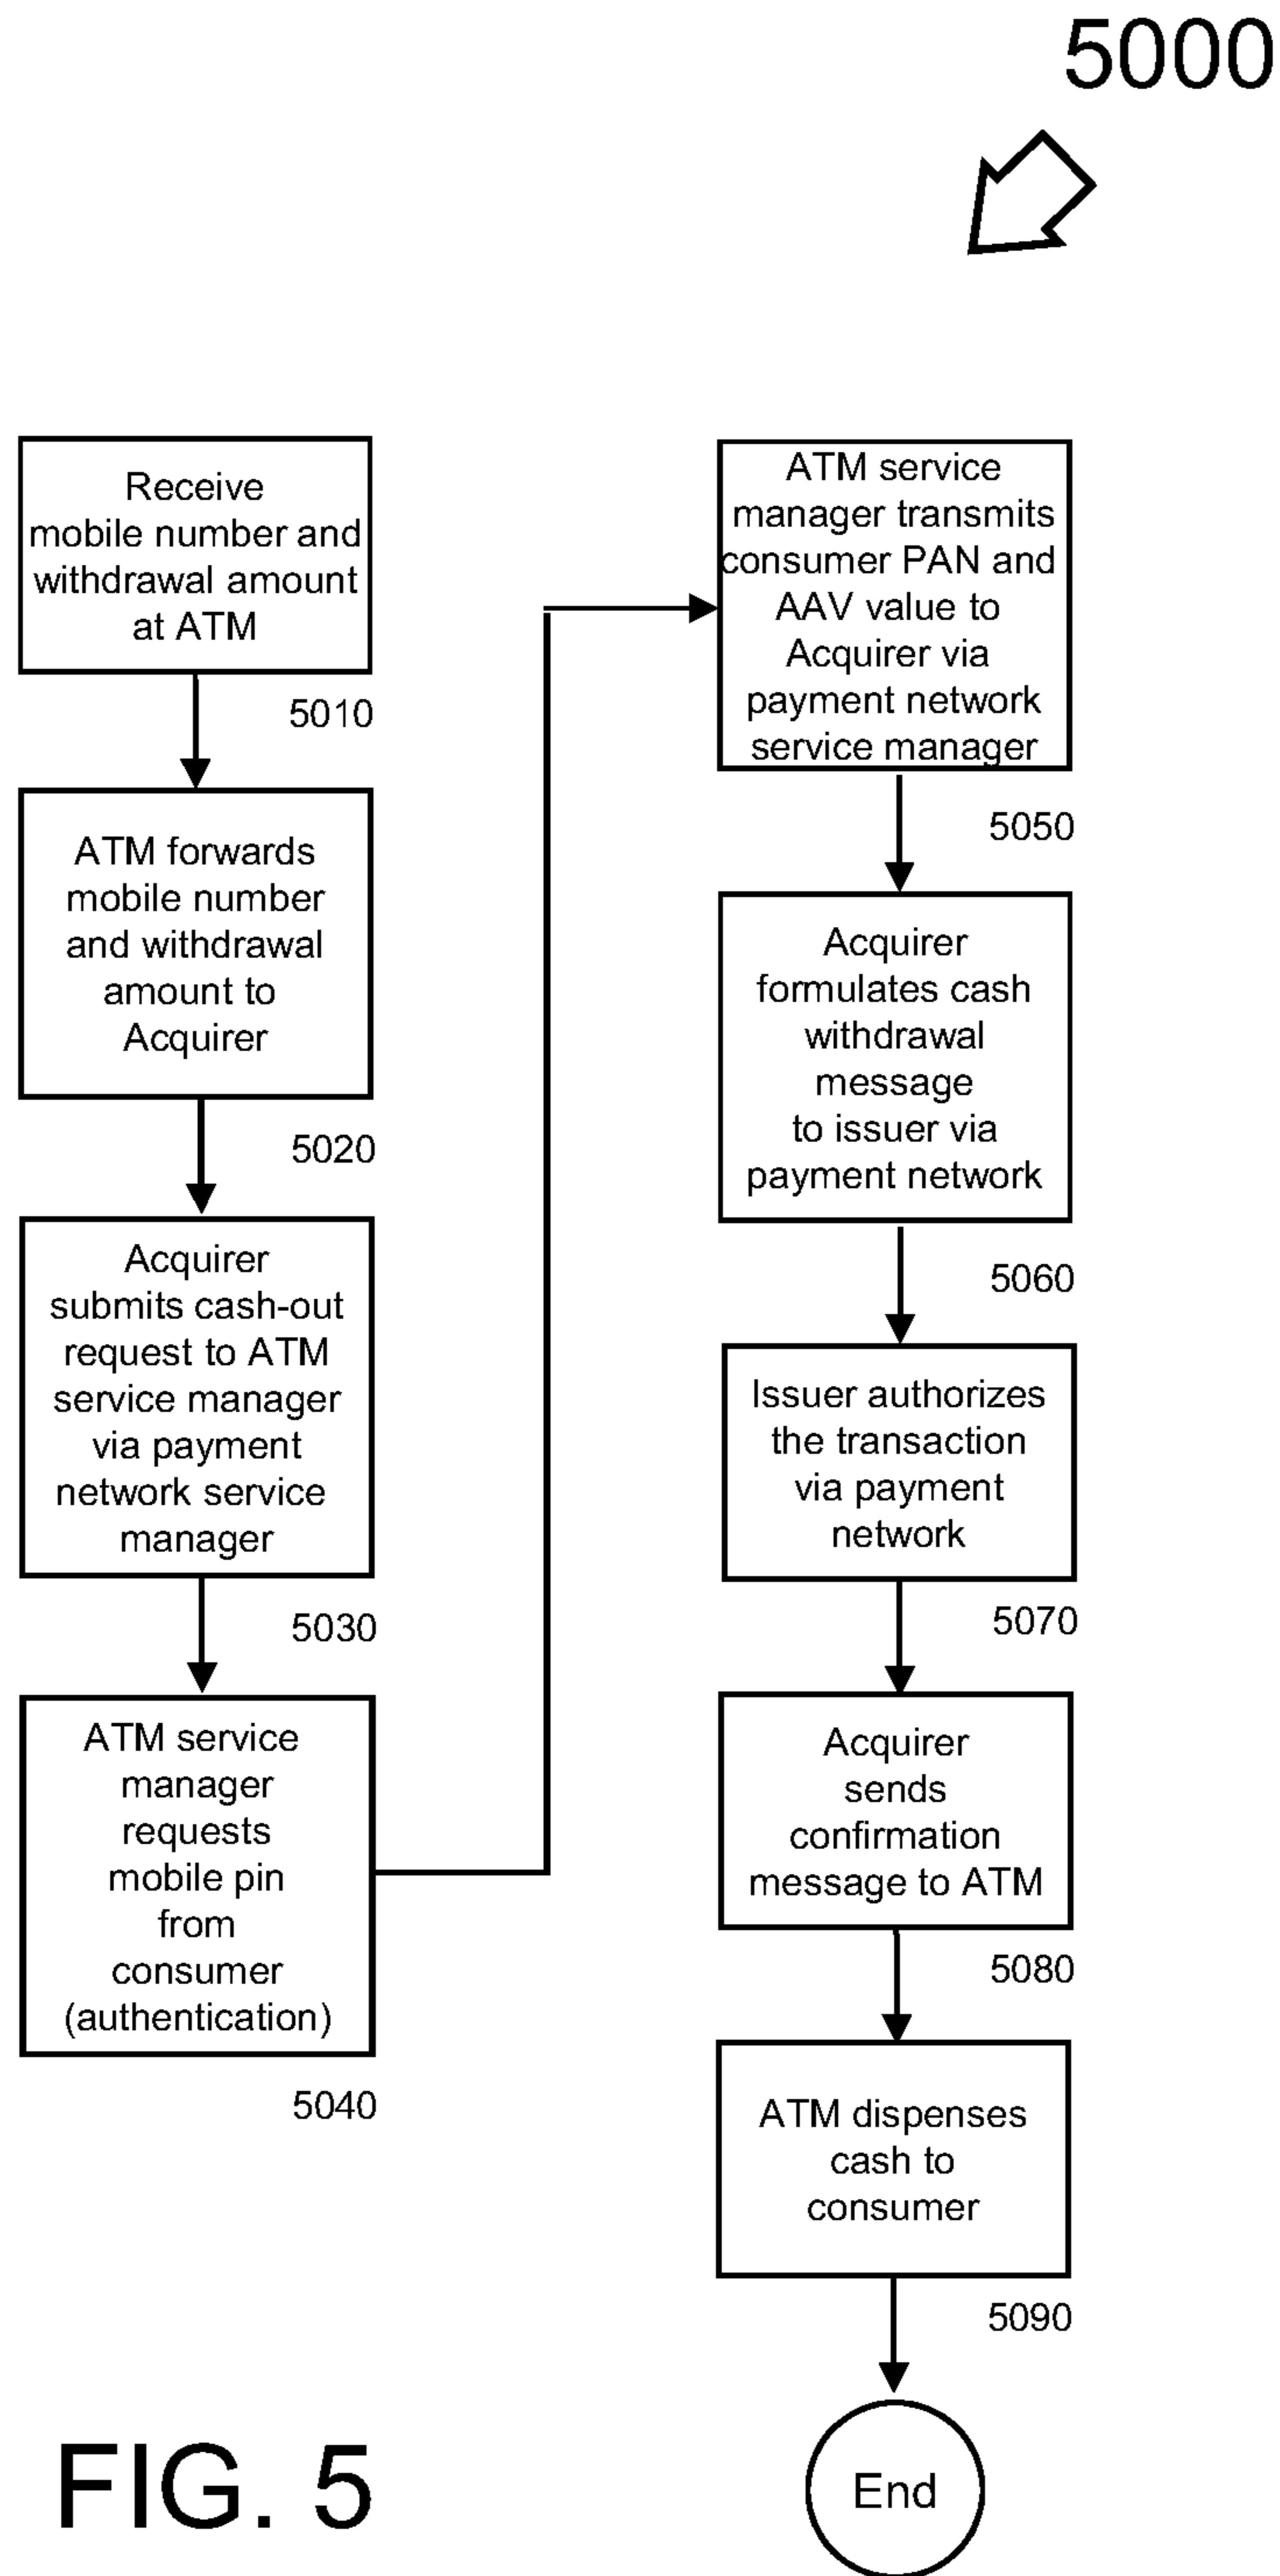 5000
Receive
mobile number and
withdrawal amount
at ATM
5010
ATM forwards
mobile number
and withdrawal
amount to
Acquirer
5020
Acquirer
submits cash-out
request to ATM
service manager
via payment
network service
manager
5030
ATM service
manager
requests
mobile pin
from
consumer
(authentication)
5040
ATM service
manager transmits
consumer PAN and
AAV value to
Acquirer via
payment network
service manager
5050
Acquirer
formulates cash
withdrawal
message
to issuer via
payment network
5060
Issuer authorizes
the transaction
via payment
network
5070
Acquirer
sends
confirmation
message to ATM
5080
ATM dispenses
cash to
consumer
5090
End
FIG. 5